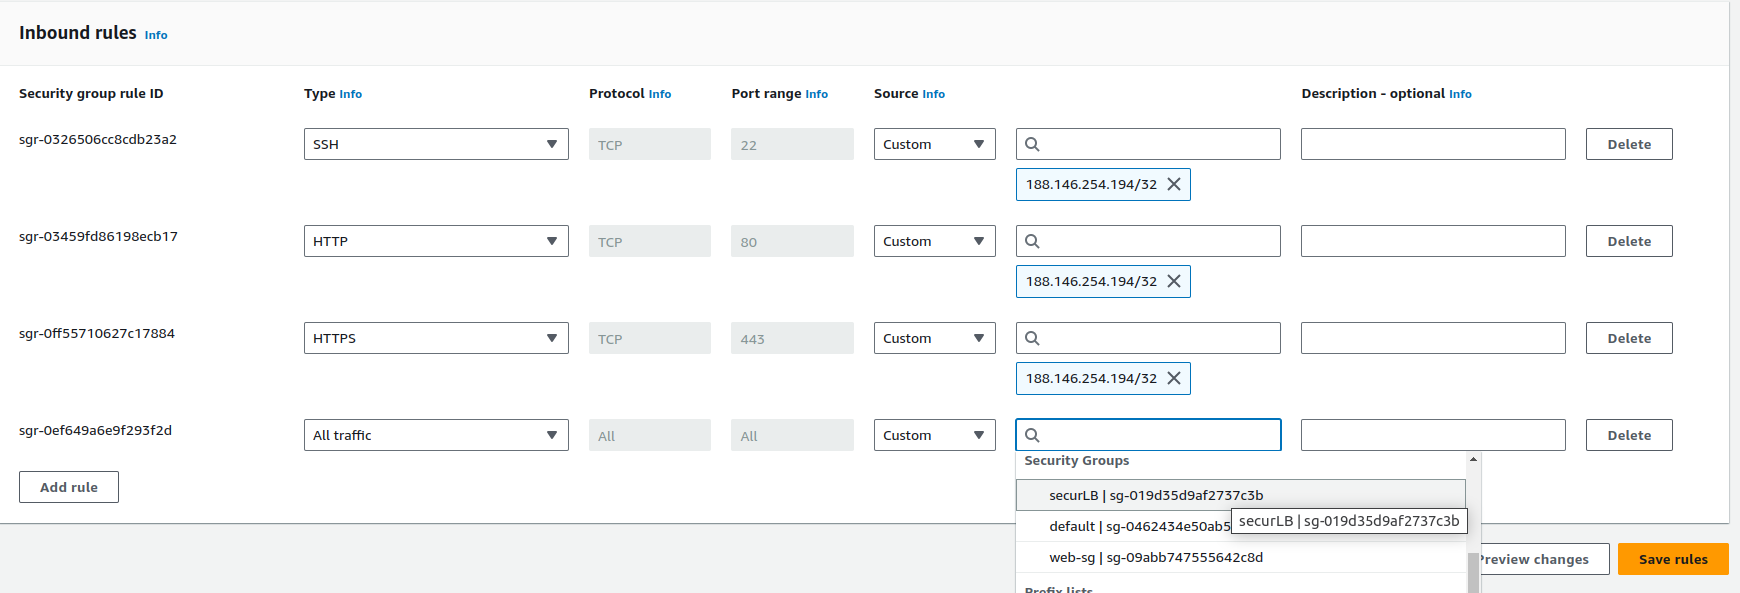 Inbound rules Info
Security group rule ID Type Info Protocol Info Port range Info Source Info Description - optional Info
sgr-0326506cc8cdb23a2 SSH TCP 22 Custom Delete
188.146.254.194/32
sgr-03459fd86198ecb17 HTTP TCP 80 Custom Delete
188.146.254.194/32
sgr-0ff55710627c17884 HTTPS TCP 443 Custom Delete
188.146.254.194/32
sgr-0ef649a6e9f293f2d All traffic All All Custom Delete
Security Groups
Add rule
securLB | sg-019d35d9af2737c3b
default | sg-0462434e50ab5 securLB | sg-019d35d9af2737c3b
web-sg | sg-09abb747555642c8d
Preview changes Save rules
Prefix lists